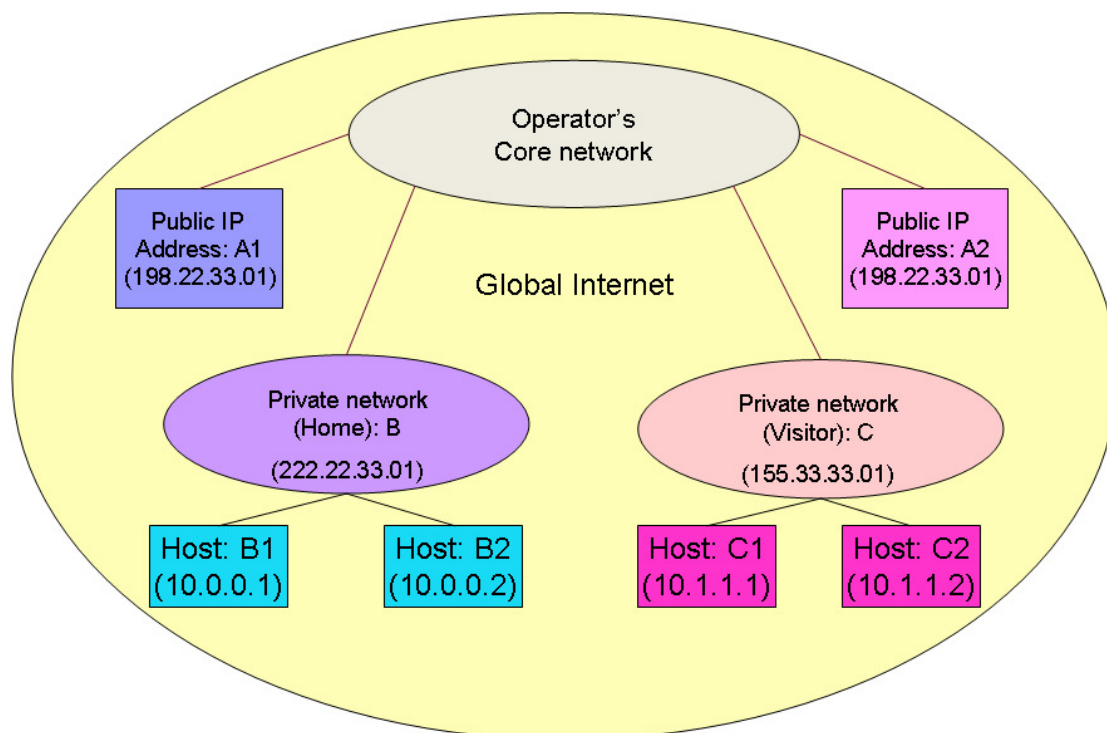 Operator’s
Core network
Public IP
Address: A1
(198.22.33.01)
Public IP
Address: A2
(198.22.33.01)
Global Internet
Private network
(Home): B
(222.22.33.01)
Private network
(Visitor): C
(155.33.33.01)
Host: B1
(10.0.0.1)
Host: B2
(10.0.0.2)
Host: C1
(10.1.1.1)
Host: C2
(10.1.1.2)